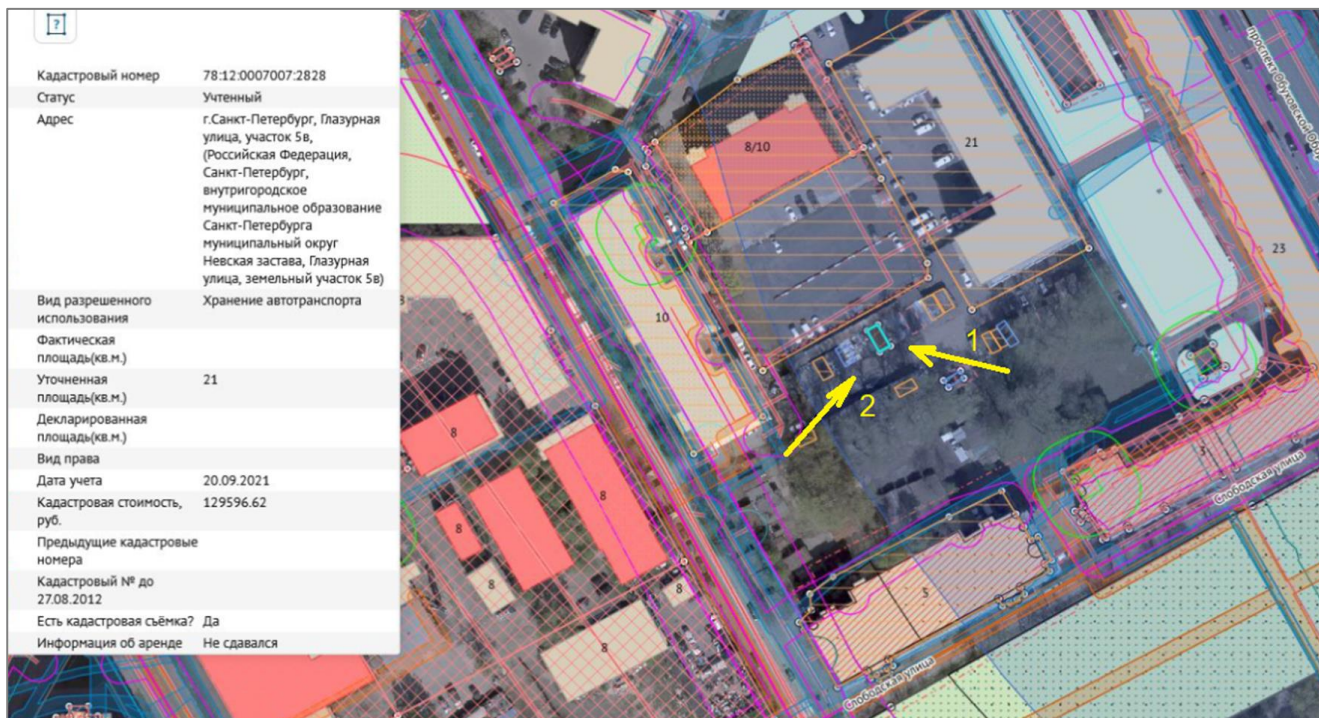 ?
Кадастровый номер 78:12:0007007:2828
Статус Учтенный
Адрес г.Санкт-Петербург, Глазурная
улица, участок 5в,
(Российская Федерация,
Санкт-Петербург,
внутригородское
муниципальное образование
Санкт-Петербурга
муниципальный округ
Невская застава, Глазурная
улица, земельный участок 5в)
Вид разрешенного Хранение автотранспорта
использования
Фактическая
площадь(кв.м.)
Уточненная 21
площадь(кв.м.)
Декларированная
площадь(кв.м.)
Вид права
Дата учета 20.09.2021
Кадастровая стоимость, 129596.62
руб.
Предыдущие кадастровые
номера
Кадастровый № до
27.08.2012
Есть кадастровая съёмка? Да
Информация об аренде Не сдавался
проспект Обуховской Обор
8/10
21
23
10
1
2
8
8
8
8
8
8
8
3
5
Слободская улица
Слободская улица